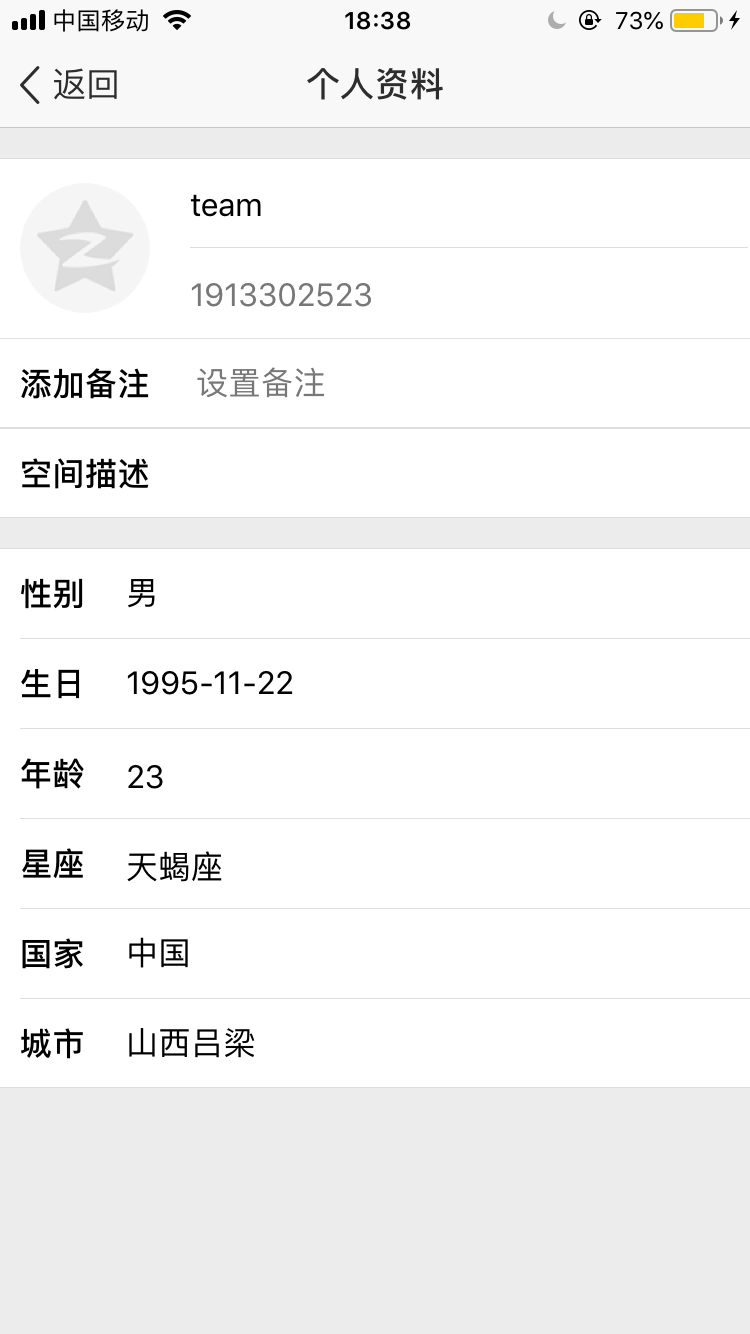 中国移动 18:38 73%
返回 个人资料
team
1913302523
添加备注 设置备注
空间描述
性别 男
生日 1995-11-22
年龄 23
星座 天蝎座
国家 中国
城市 山西吕梁